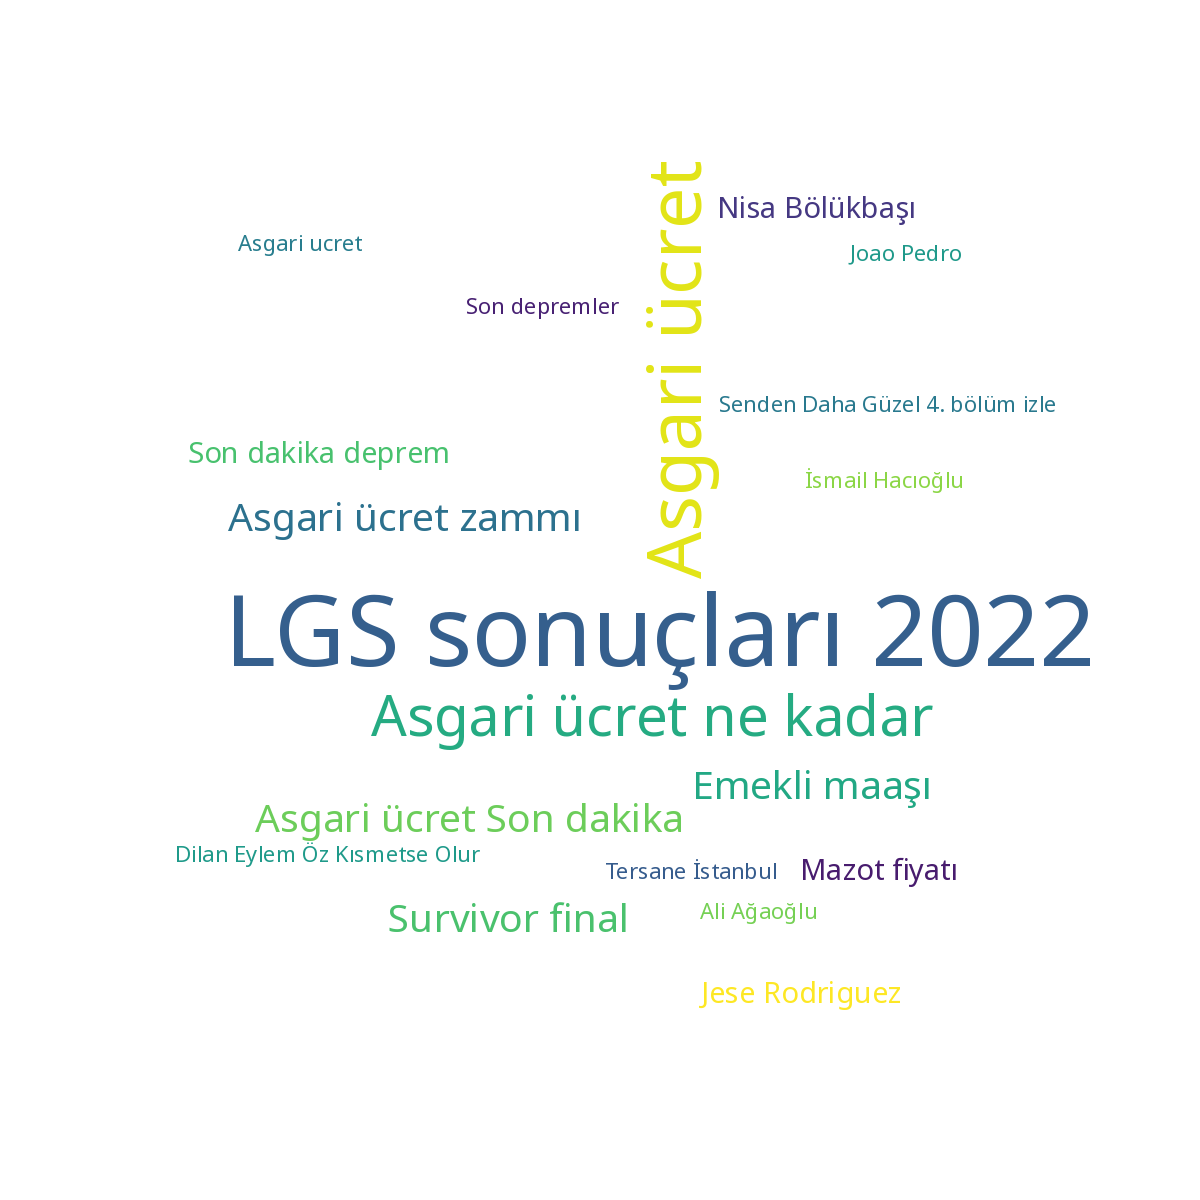 Asgari ücret
Nisa Bölükbaşı
Asgari ucret
Joao Pedro
Son depremler
Senden Daha Güzel 4. bölüm izle
Son dakika deprem
İsmail Hacıoğlu
Asgari ücret zammı
LGS sonuçları 2022
Asgari ücret ne kadar
Emekli maaşı
Asgari ücret Son dakika
Dilan Eylem Öz Kısmetse Olur
Tersane İstanbul
Mazot fiyatı
Ali Ağaoğlu
Survivor final
Jese Rodriguez